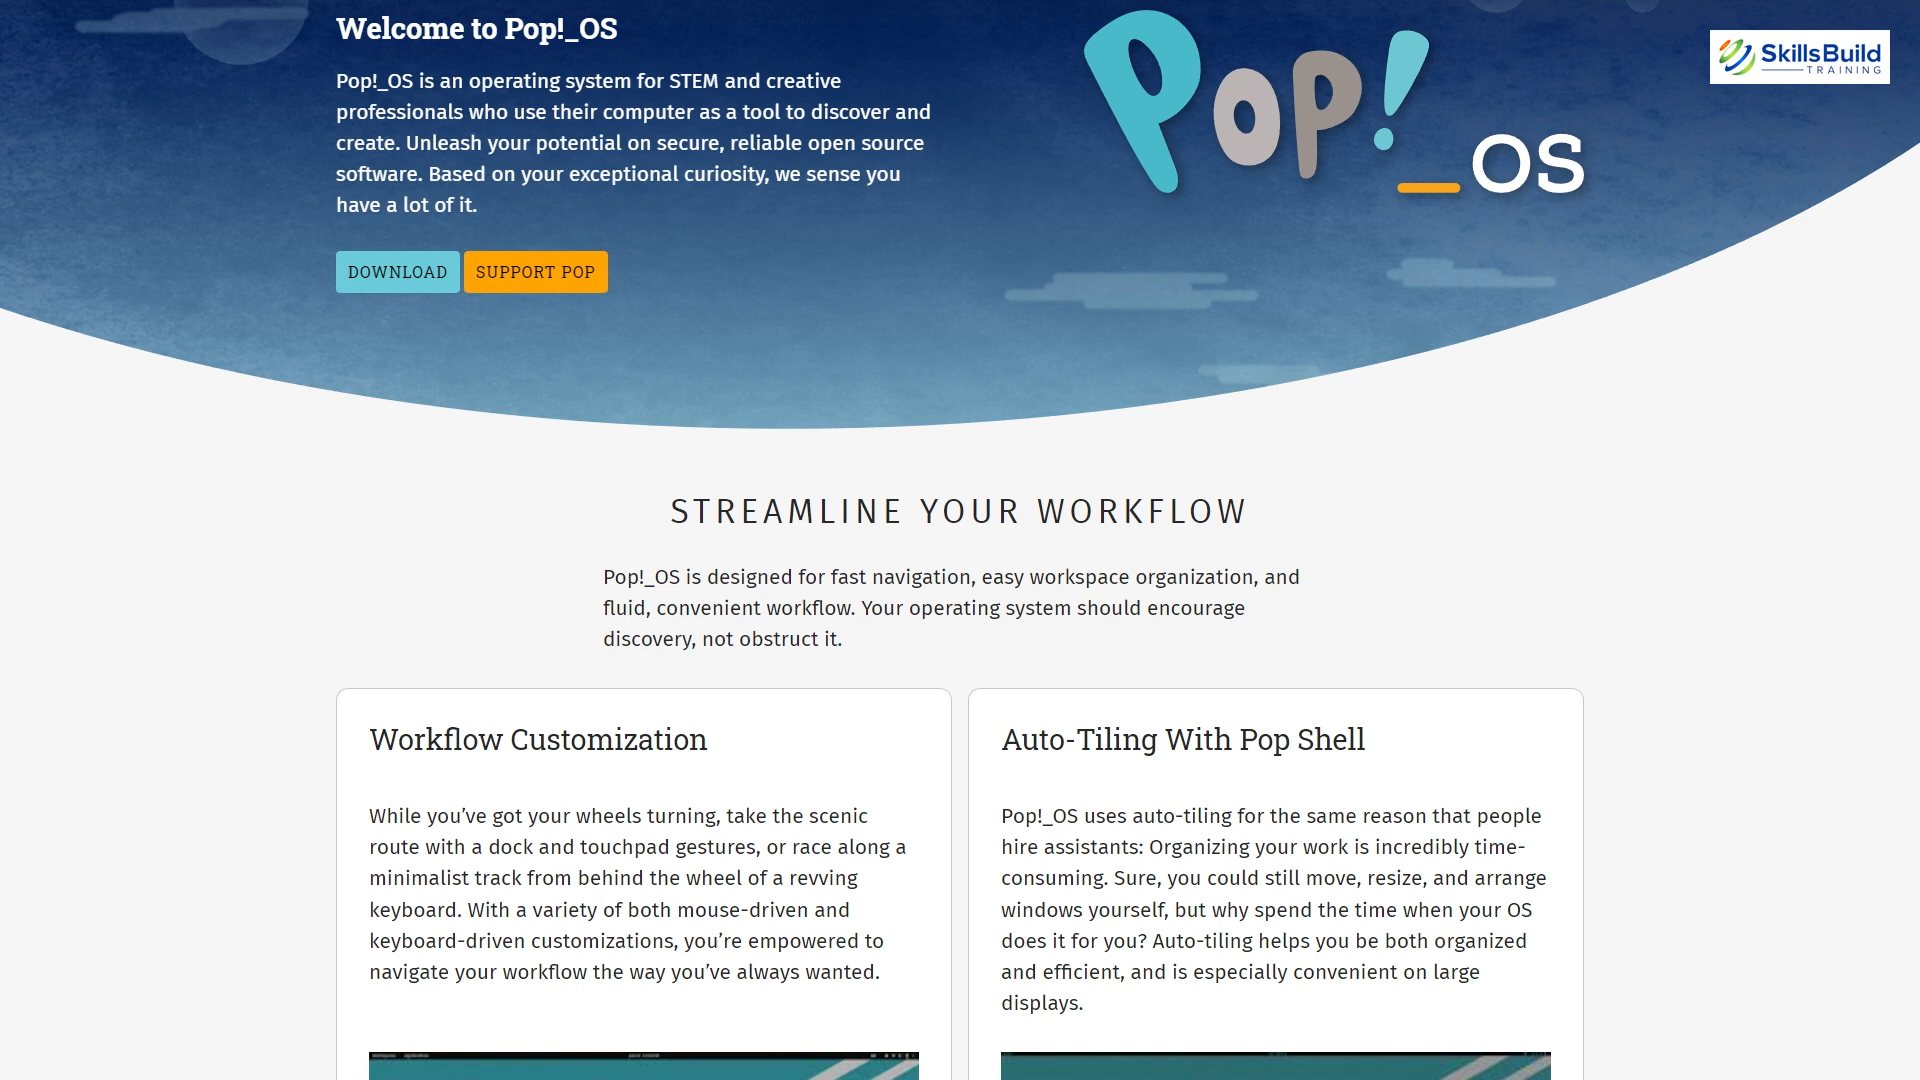 Welcome to Pop!_OS
Pop!_OS is an operating system for STEM and creative
professionals who use their computer as a tool to discover and
create. Unleash your potential on secure, reliable open source
software. Based on your exceptional curiosity, we sense you
have a lot of it.
DOWNLOAD
SUPPORT POP
Pop!_OS
SkillsBuild
TRAINING
STREAMLINE YOUR WORKFLOW
Pop!_OS is designed for fast navigation, easy workspace organization, and
fluid, convenient workflow. Your operating system should encourage
discovery, not obstruct it.
Workflow Customization
While you’ve got your wheels turning, take the scenic
route with a dock and touchpad gestures, or race along a
minimalist track from behind the wheel of a revving
keyboard. With a variety of both mouse-driven and
keyboard-driven customizations, you’re empowered to
navigate your workflow the way you’ve always wanted.
Auto-Tiling With Pop Shell
Pop!_OS uses auto-tiling for the same reason that people
hire assistants: Organizing your work is incredibly time-
consuming. Sure, you could still move, resize, and arrange
windows yourself, but why spend the time when your OS
does it for you? Auto-tiling helps you be both organized
and efficient, and is especially convenient on large
displays.